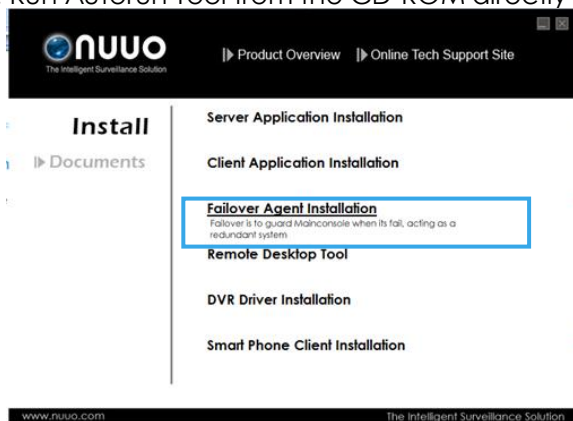 Run Autorun Tool from the CD-ROM directly
nuuo
The Intelligent Surveillance Solution
Product Overview Online Tech Support Site
Install
Documents
Server Application Installation
Client Application Installation
Failover Agent Installation
Failover is to guard Mainconsole when its fail, acting as a
redundant system
Remote Desktop Tool
DVR Driver Installation
Smart Phone Client Installation
www.nuuo.com The Intelligent Surveillance Solution